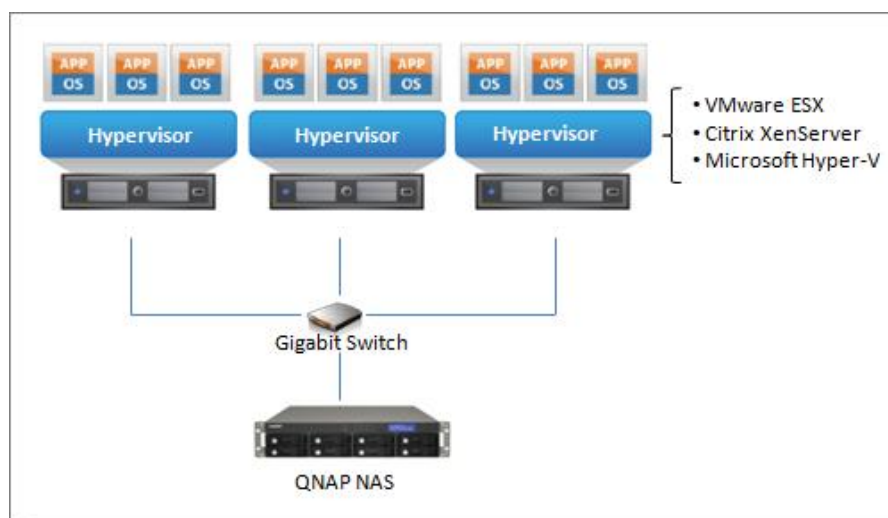 APP APP APP APP APP APP APP APP APP
OS OS OS OS OS OS OS OS OS
Hypervisor Hypervisor Hypervisor
• VMware ESX
• Citrix XenServer
• Microsoft Hyper-V
Gigabit Switch
QNAP NAS